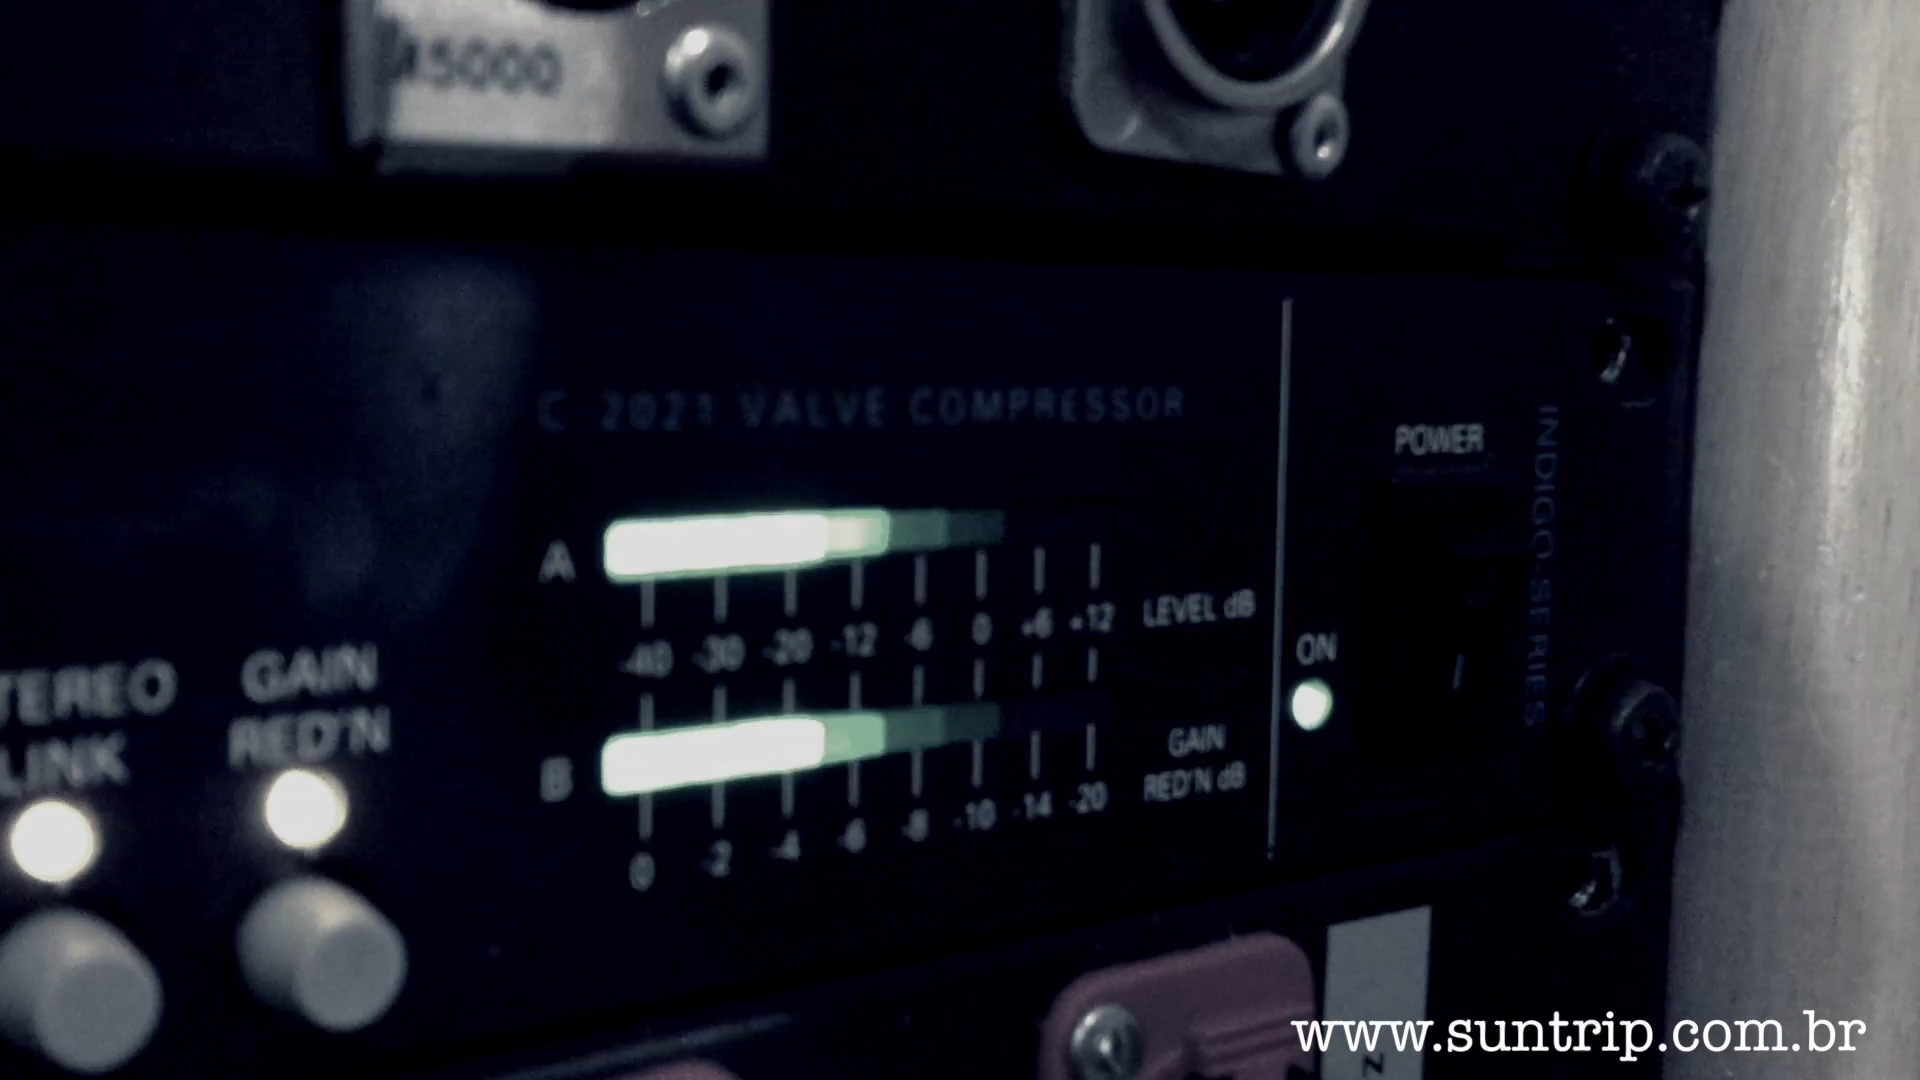 5000
C 2021 VALVE COMPRESSOR
POWER
INDIGO SERIES
A
-40 -30 -20 -12 -6 0 +6 +12
LEVEL dB
ON
STEREO
LINK
GAIN
RED'N
B
GAIN
RED'N dB
0 -2 -4 -6 -8 -10 -14 -20
www.suntrip.com.br